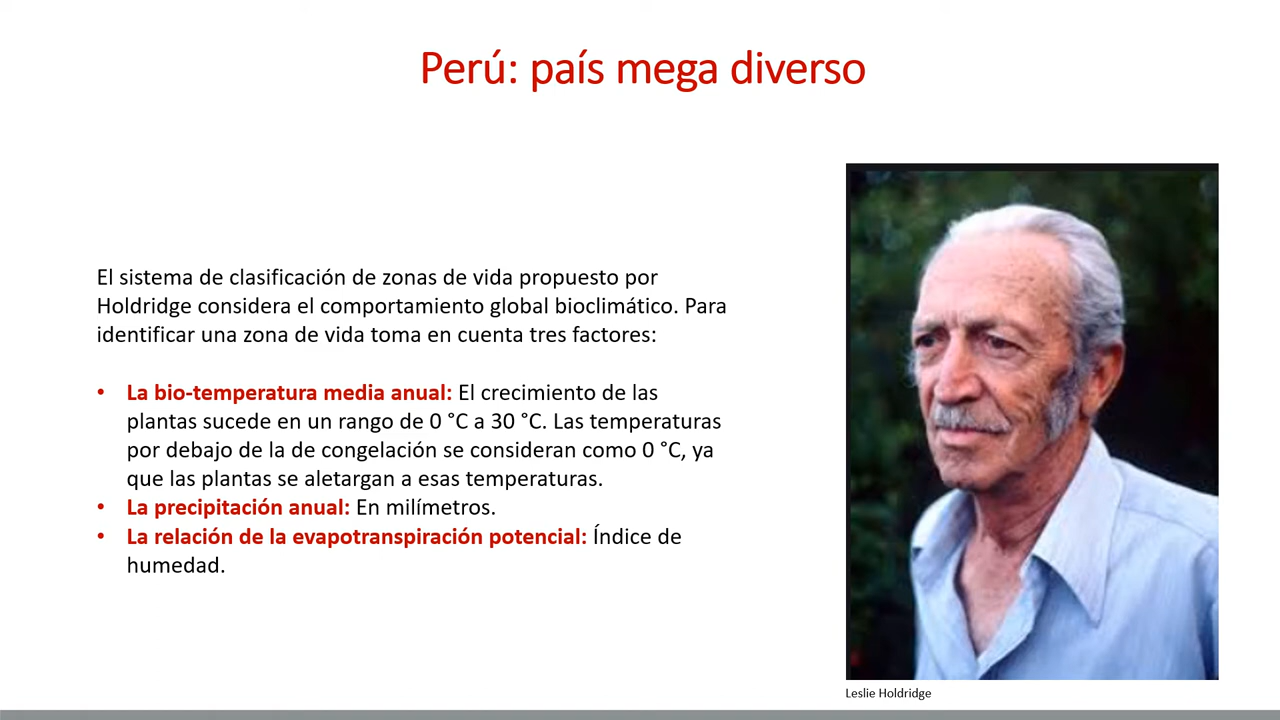 Perú: país mega diverso
El sistema de clasificación de zonas de vida propuesto por
Holdridge considera el comportamiento global bioclimático. Para
identificar una zona de vida toma en cuenta tres factores:
• La bio-temperatura media anual: El crecimiento de las
plantas sucede en un rango de 0 °C a 30 °C. Las temperaturas
por debajo de la de congelación se consideran como 0 °C, ya
que las plantas se aletargan a esas temperaturas.
• La precipitación anual: En milímetros.
• La relación de la evapotranspiración potencial: Índice de
humedad.
Leslie Holdridge